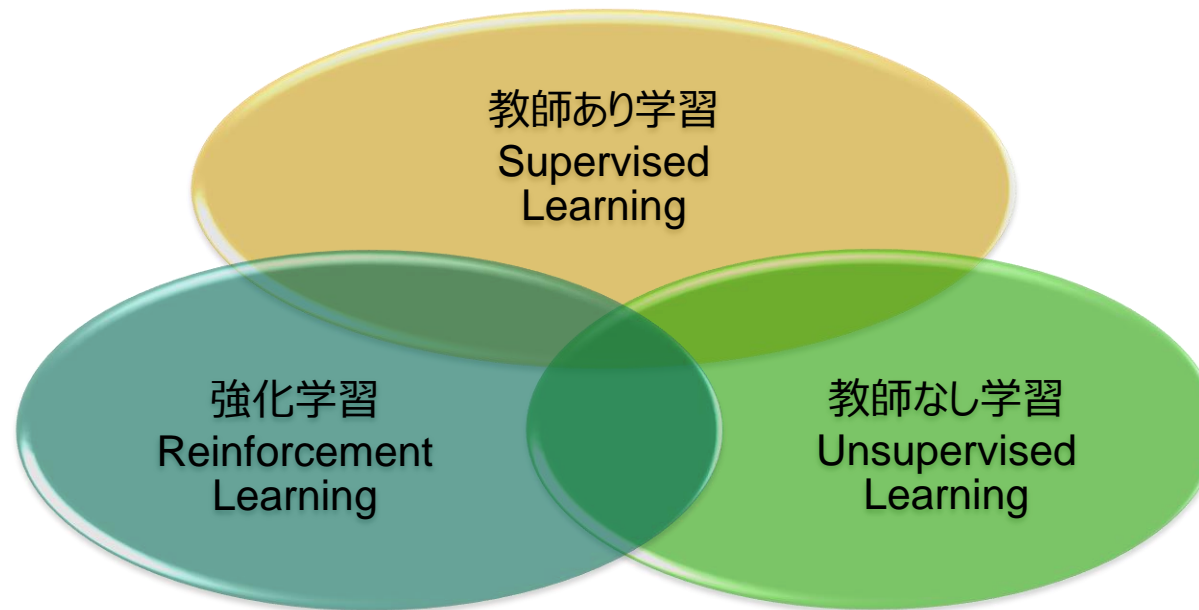 教師あり学習
Supervised
Learning
強化学習
Reinforcement
Learning
教師なし学習
Unsupervised
Learning